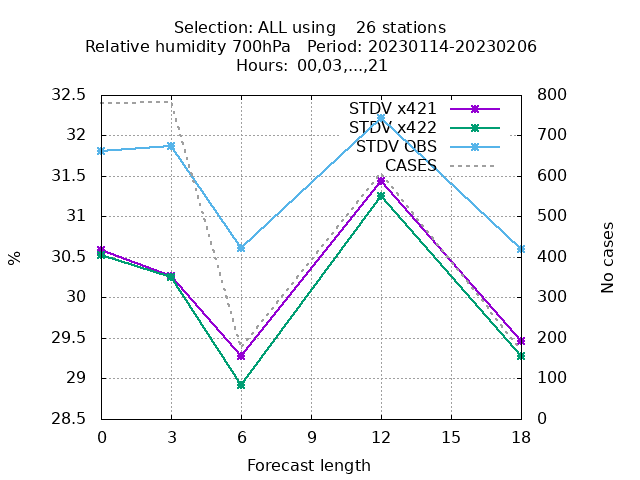 Selection: ALL using    26 stations
Relative humidity 700hPa   Period: 20230114-20230206
Hours: 00,03,...,21
STDV x421
STDV x422
STDV OBS
CASES
32.5
32
31.5
31
30.5
30
29.5
29
28.5
%
800
700
600
500
400
300
200
100
0
No cases
0
3
6
9
12
15
18
Forecast length